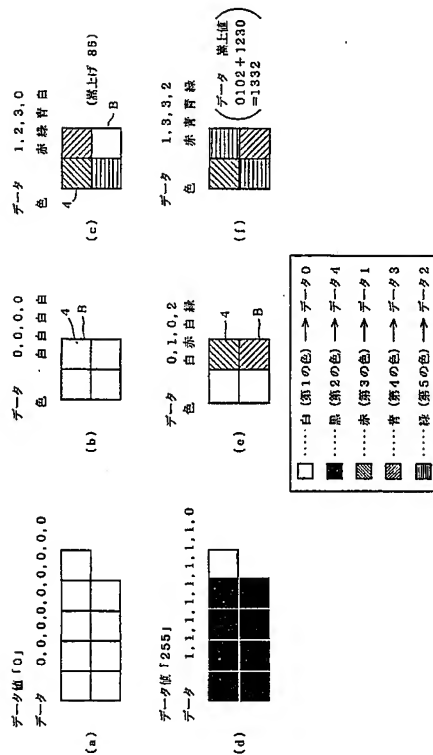 データ値「0」
データ 0,0,0,0,0,0,0,0,0
(a)
データ 0,0,0,0
色 白白白白
4
B
(b)
データ 1,2,3,0
色 赤緑青白
4
(嵩上げ 85)
B
(c)
データ値「255」
データ 1,1,1,1,1,1,1,1,0
(d)
データ 0,1,0,2
色 白赤白緑
4
B
(e)
データ 1,3,3,2
色 赤青青緑
データ 嵩上値
0102+1230
=1332
(f)
……白(第1の色)→データ0
……黒(第2の色)→データ4
……赤(第3の色)→データ1
……青(第4の色)→データ3
……緑(第5の色)→データ2